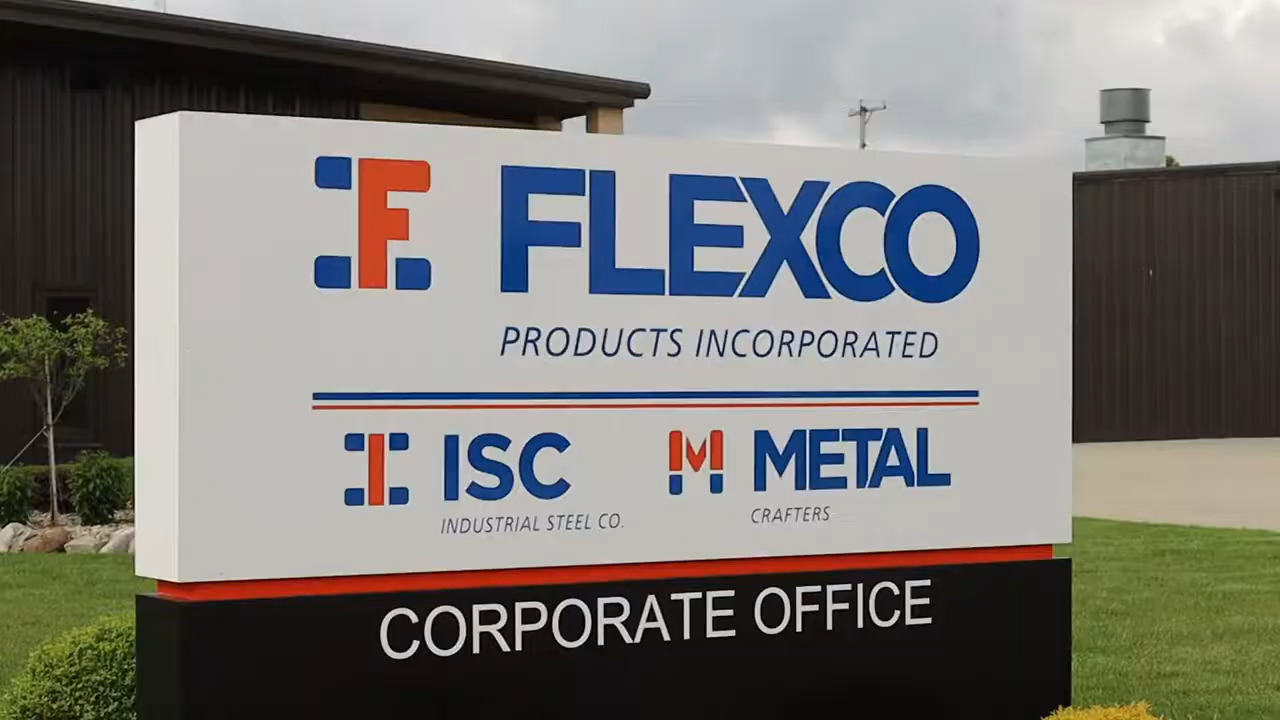 FLEXCO
PRODUCTS INCORPORATED
ISC
INDUSTRIAL STEEL CO.
METAL
CRAFTERS
CORPORATE OFFICE